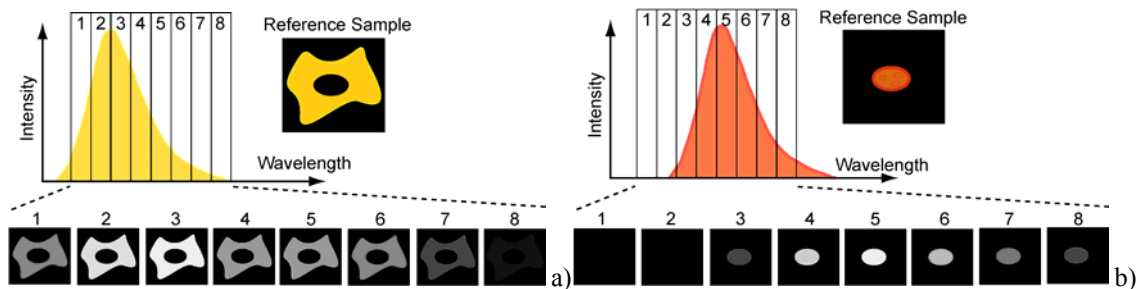 1 2 3 4 5 6 7 8
Reference Sample
Intensity
Wavelength
1 2 3 4 5 6 7 8
a)
1 2 3 4 5 6 7 8
Reference Sample
Intensity
Wavelength
1 2 3 4 5 6 7 8
b)